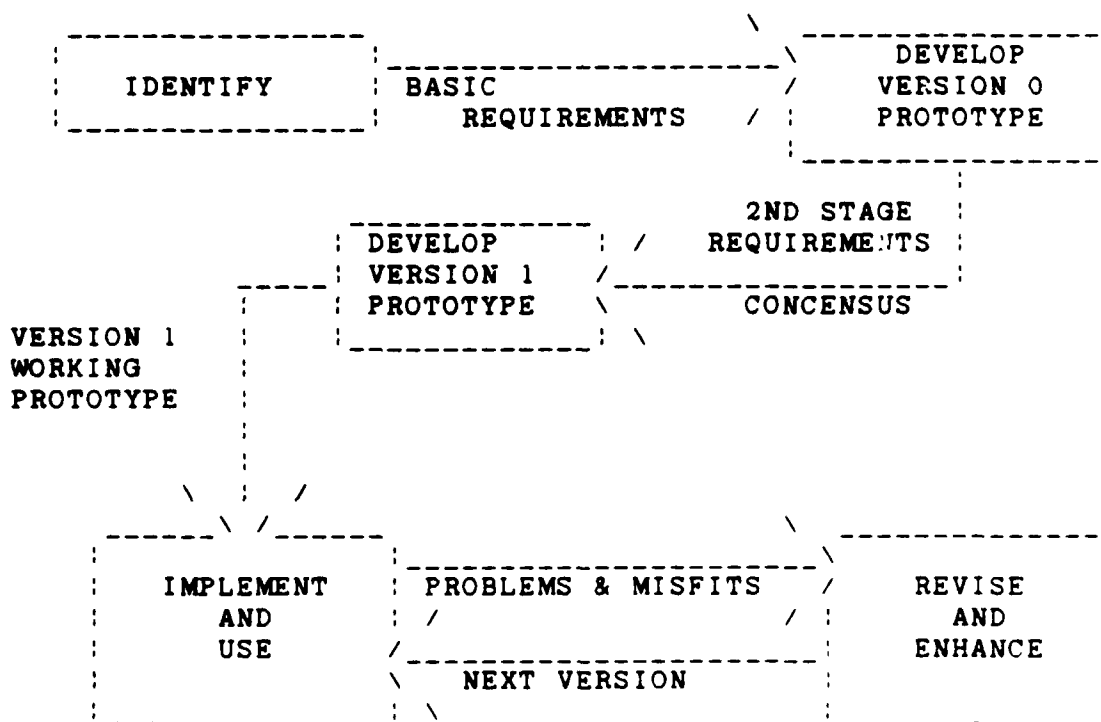 IDENTIFY
BASIC
REQUIREMENTS
DEVELOP
VERSION 0
PROTOTYPE
2ND STAGE
REQUIREMENTS
CONCENSUS
DEVELOP
VERSION 1
PROTOTYPE
VERSION 1
WORKING
PROTOTYPE
IMPLEMENT
AND
USE
PROBLEMS & MISFITS
NEXT VERSION
REVISE
AND
ENHANCE